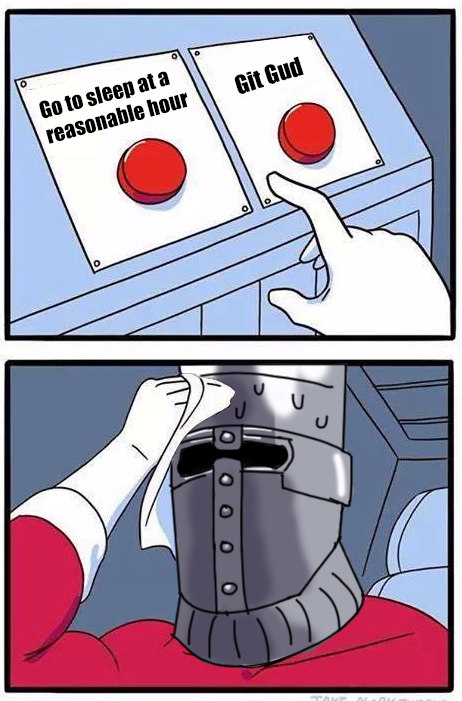 Go to sleep at a
reasonable hour
Git Gud